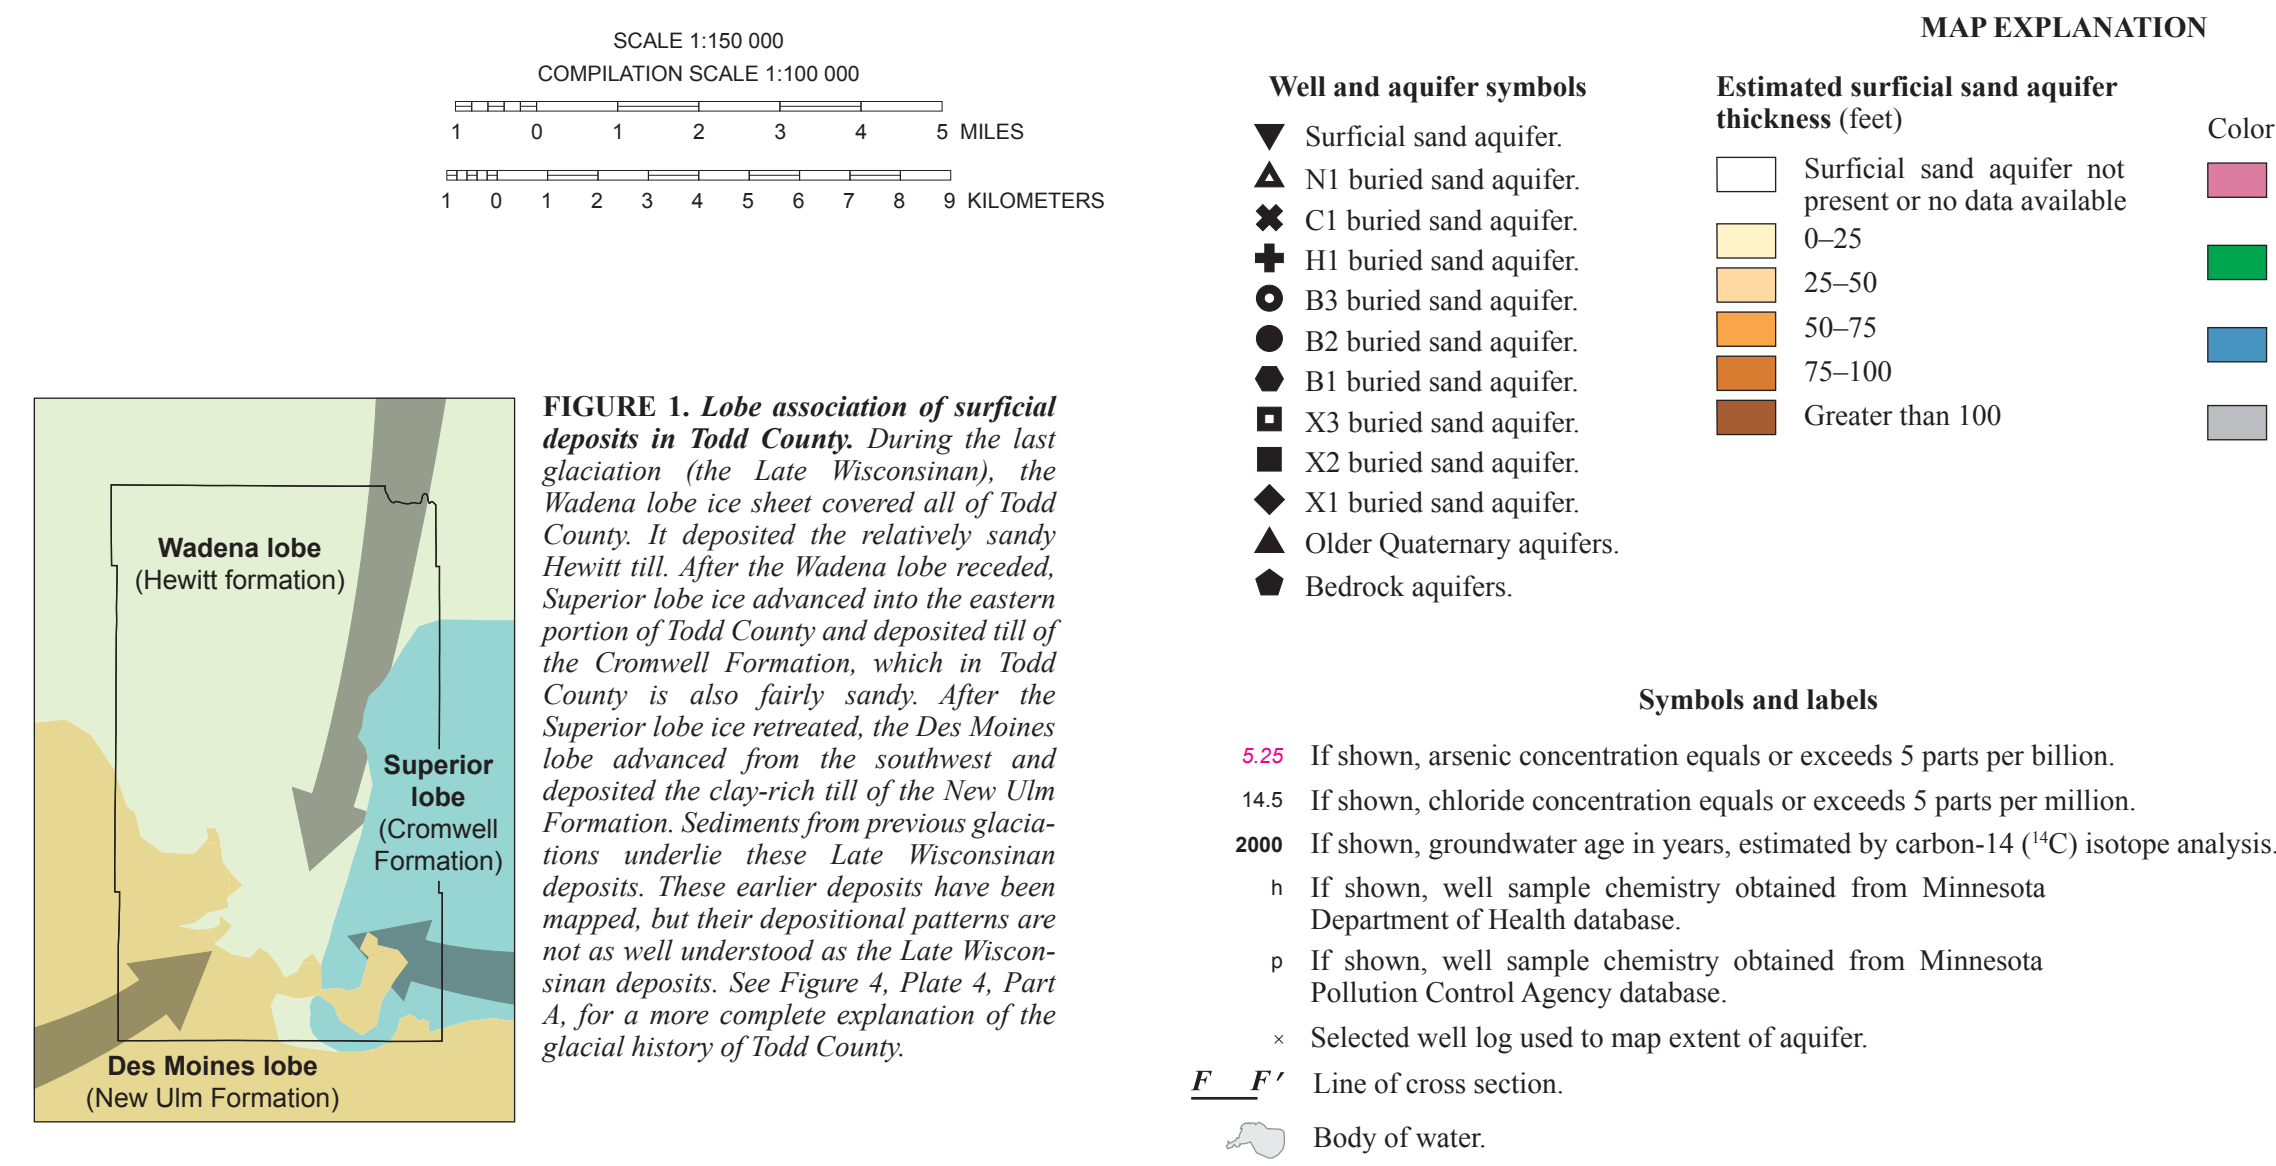 SCALE 1:150 000
COMPILATION SCALE 1:100 000
1 0 1 2 3 4 5 MILES
1 0 1 2 3 4 5 6 7 8 9 KILOMETERS
Wadena lobe
(Hewitt formation)
Superior
lobe
(Cromwell
Formation)
Des Moines lobe
(New Ulm Formation)
FIGURE 1. Lobe association of surficial
deposits in Todd County. During the last
glaciation (the Late Wisconsinan), the
Wadena lobe ice sheet covered all of Todd
County. It deposited the relatively sandy
Hewitt till. After the Wadena lobe receded,
Superior lobe ice advanced into the eastern
portion of Todd County and deposited till of
the Cromwell Formation, which in Todd
County is also fairly sandy. After the
Superior lobe ice retreated, the Des Moines
lobe advanced from the southwest and
deposited the clay-rich till of the New Ulm
Formation. Sediments from previous glacia-
tions underlie these Late Wisconsinan
deposits. These earlier deposits have been
mapped, but their depositional patterns are
not as well understood as the Late Wiscon-
sinan deposits. See Figure 4, Plate 4, Part
A, for a more complete explanation of the
glacial history of Todd County.
MAP EXPLANATION
Well and aquifer symbols
Surficial sand aquifer.
N1 buried sand aquifer.
C1 buried sand aquifer.
H1 buried sand aquifer.
B3 buried sand aquifer.
B2 buried sand aquifer.
B1 buried sand aquifer.
X3 buried sand aquifer.
X2 buried sand aquifer.
X1 buried sand aquifer.
Older Quaternary aquifers.
Bedrock aquifers.
Estimated surficial sand aquifer
thickness (feet)
Surficial sand aquifer not
present or no data available
0–25
25–50
50–75
75–100
Greater than 100
Color
Symbols and labels
5.25 If shown, arsenic concentration equals or exceeds 5 parts per billion.
14.5 If shown, chloride concentration equals or exceeds 5 parts per million.
2000 If shown, groundwater age in years, estimated by carbon-14 (¹⁴C) isotope analysis.
h If shown, well sample chemistry obtained from Minnesota
Department of Health database.
p If shown, well sample chemistry obtained from Minnesota
Pollution Control Agency database.
× Selected well log used to map extent of aquifer.
F F′ Line of cross section.
Body of water.